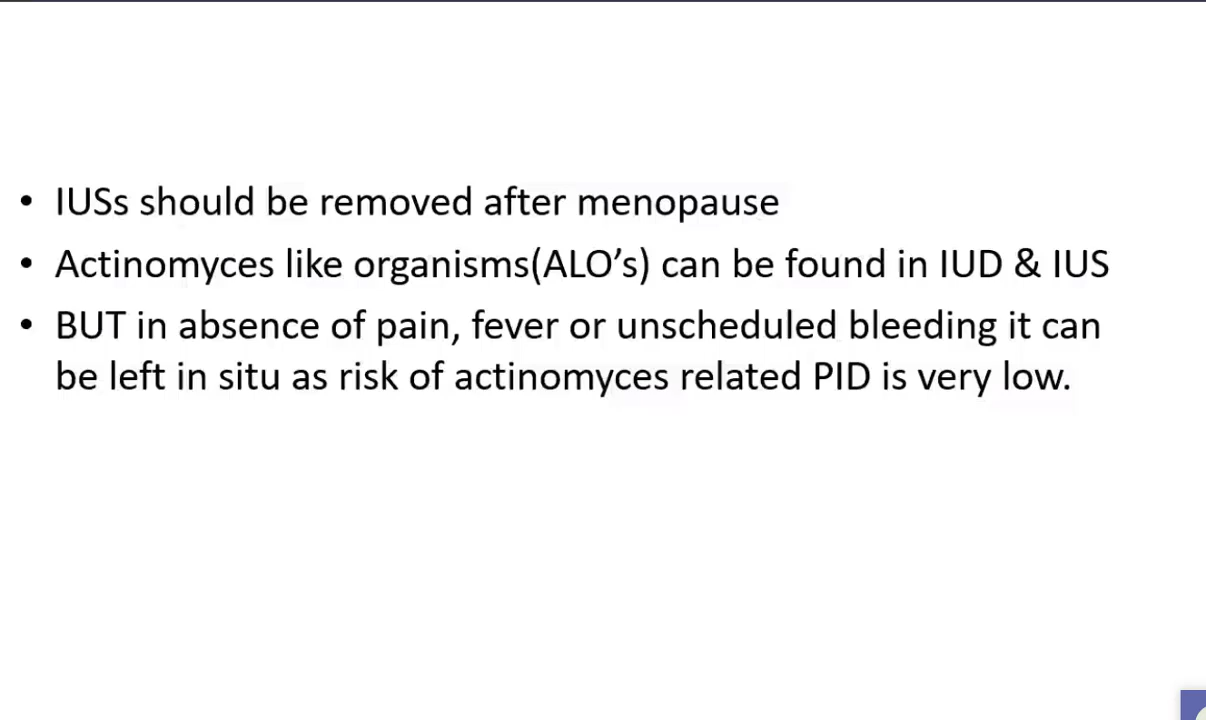 • IUSs should be removed after menopause
• Actinomyces like organisms(ALO’s) can be found in IUD & IUS
• BUT in absence of pain, fever or unscheduled bleeding it can
be left in situ as risk of actinomyces related PID is very low.